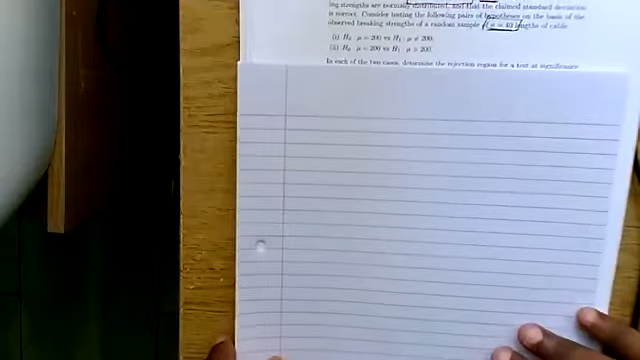 ing strengths are normally distributed, and that the claimed standard deviation
is correct. Consider testing the following pairs of hypotheses on the basis of the
observed breaking strengths of a random sample of n = 40 lengths of cable.
(i) H₀ μ = 200 vs H₁ μ ≠ 200.
(ii) H₀ μ = 200 vs H₁ μ > 200.
In each of the two cases, determine the rejection region for a test at significance